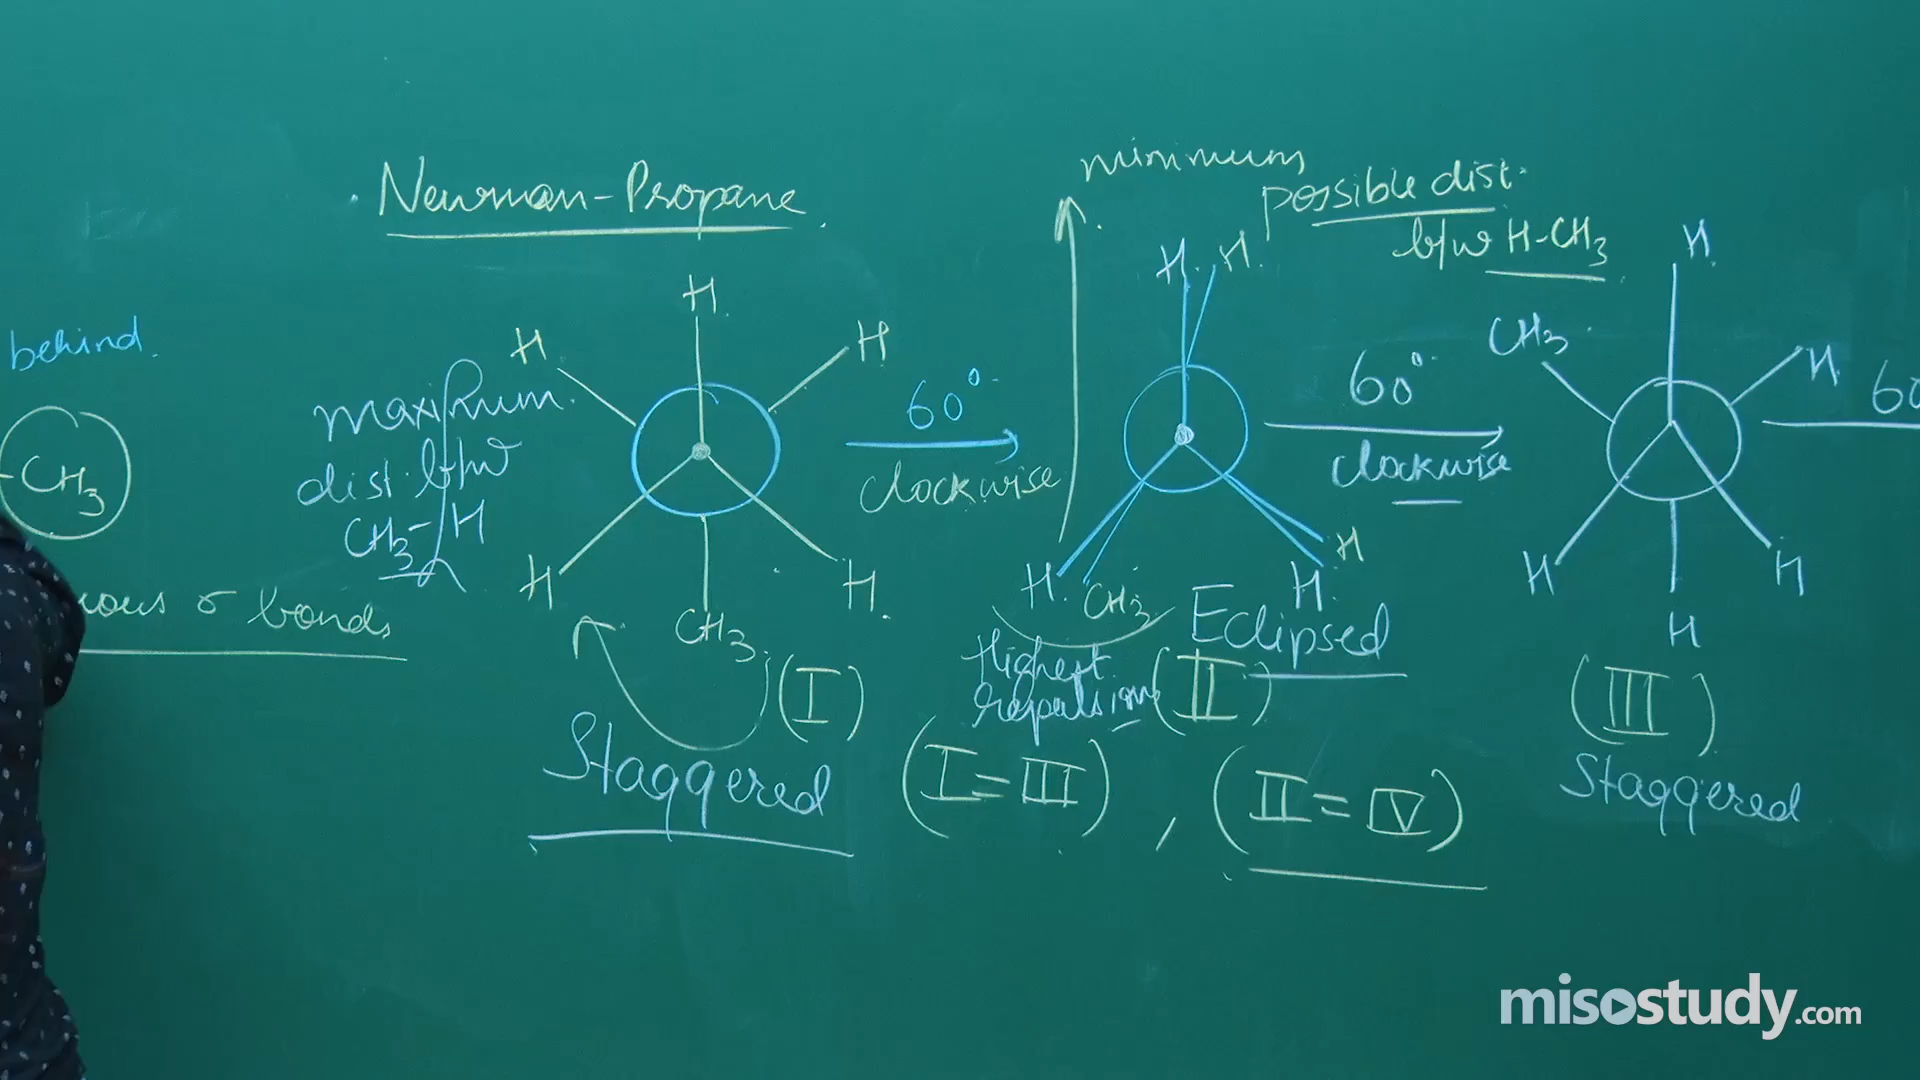 Newman-Propane
minimum
possible dist.
b/w H-CH3
behind.
-CH3
maximum
dist. b/w
CH3-H
σ bonds
H
H
H
H
H
CH3
60°
clockwise
H. H.
H. CH3
H
H.
Highest
repulsion
Eclipsed
(II)
60°
clockwise
H
CH3
H
H
H
H
60
(I)
Staggered
(I = III) , (II = IV)
(III)
Staggered
misostudy.com